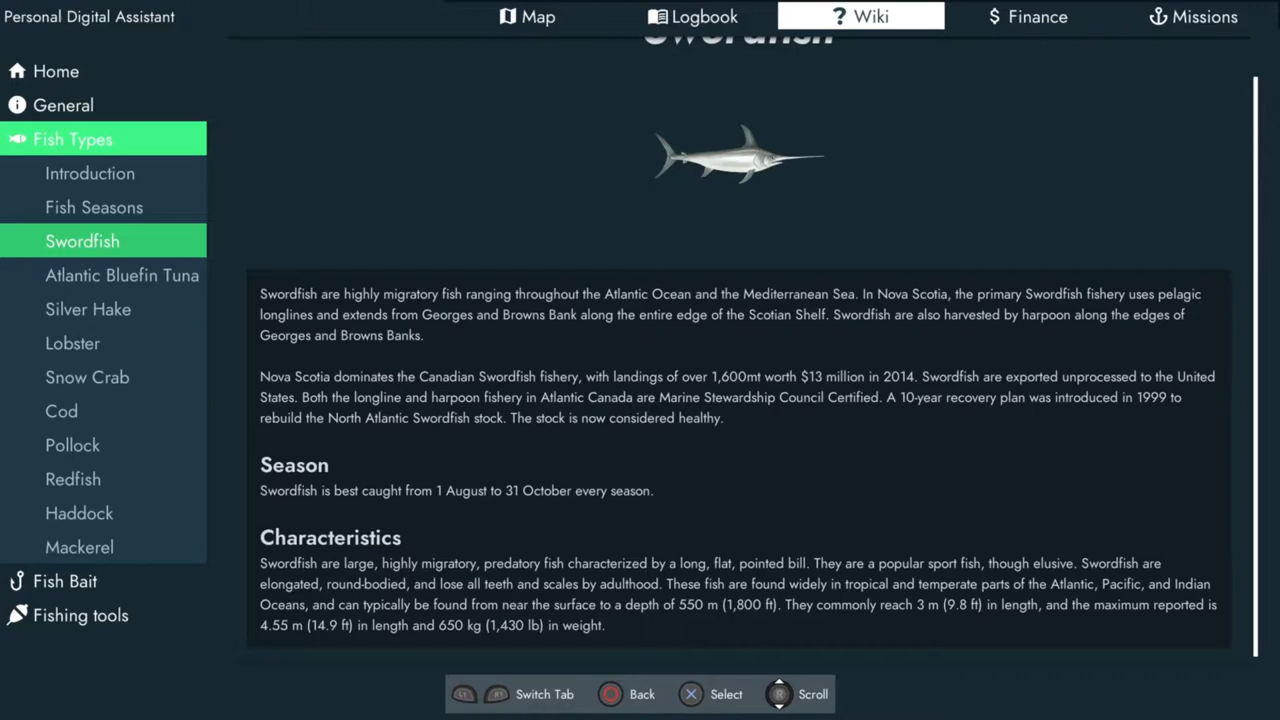 Personal Digital Assistant
Map
Logbook
? Wiki
$ Finance
Missions
Swordfish
Home
General
Fish Types
Introduction
Fish Seasons
Swordfish
Atlantic Bluefin Tuna
Silver Hake
Lobster
Snow Crab
Cod
Pollock
Redfish
Haddock
Mackerel
Fish Bait
Fishing tools
Swordfish are highly migratory fish ranging throughout the Atlantic Ocean and the Mediterranean Sea. In Nova Scotia, the primary Swordfish fishery uses pelagic
longlines and extends from Georges and Browns Bank along the entire edge of the Scotian Shelf. Swordfish are also harvested by harpoon along the edges of
Georges and Browns Banks.
Nova Scotia dominates the Canadian Swordfish fishery, with landings of over 1,600mt worth $13 million in 2014. Swordfish are exported unprocessed to the United
States. Both the longline and harpoon fishery in Atlantic Canada are Marine Stewardship Council Certified. A 10-year recovery plan was introduced in 1999 to
rebuild the North Atlantic Swordfish stock. The stock is now considered healthy.
Season
Swordfish is best caught from 1 August to 31 October every season.
Characteristics
Swordfish are large, highly migratory, predatory fish characterized by a long, flat, pointed bill. They are a popular sport fish, though elusive. Swordfish are
elongated, round-bodied, and lose all teeth and scales by adulthood. These fish are found widely in tropical and temperate parts of the Atlantic, Pacific, and Indian
Oceans, and can typically be found from near the surface to a depth of 550 m (1,800 ft). They commonly reach 3 m (9.8 ft) in length, and the maximum reported is
4.55 m (14.9 ft) in length and 650 kg (1,430 lb) in weight.
L1 R1 Switch Tab
Back
Select
R Scroll